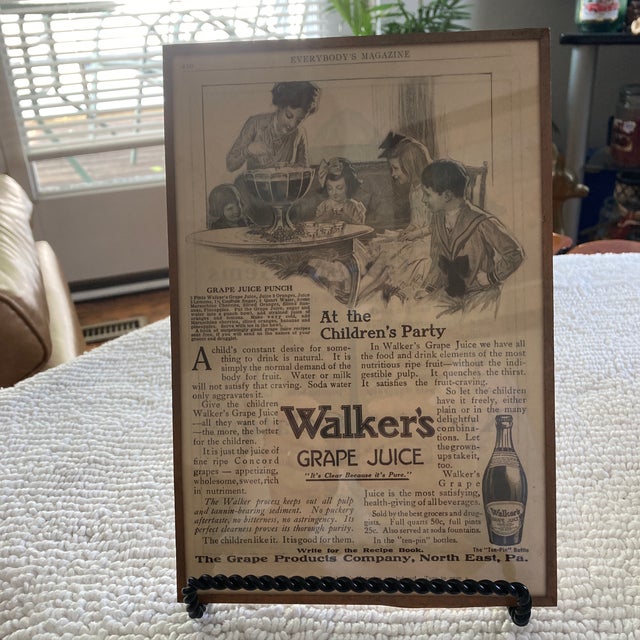 EVERYBODY'S MAGAZINE
GRAPE JUICE PUNCH
At the
Children's Party
A child's constant desire for some-
thing to drink is natural. It is
simply the normal demand of the
body for fruit. Water or milk
will not satisfy that craving. Soda water
only aggravates it.
Give the children
Walker's Grape Juice
—all they want of it
—the more, the better
for the children.
It is just the juice of
fine ripe Concord
grapes — appetizing,
wholesome, sweet, rich
in nutriment.
The Walker process keeps out all pulp
and tannin-bearing sediment. No puckery
aftertaste, no bitterness, no astringency. Its
perfect clearness proves its thorough purity.
The children like it. It is good for them.
In Walker's Grape Juice we have all
the food and drink elements of the most
nutritious ripe fruit—without the indi-
gestible pulp. It quenches the thirst.
It satisfies the fruit-craving.
So let the children
have it freely, either
plain or in the many
delightful
combina-
tions. Let
the grown-
ups take it,
too.
Walker's
Grape
Juice is the most satisfying,
health-giving of all beverages.
Sold by the best grocers and drug-
gists. Full quarts 50c, full pints
25c. Also served at soda fountains.
In the "ten-pin" bottles.
Walker's
GRAPE JUICE
"It's Clear Because it's Pure."
Walker's
GRAPE JUICE
The "Ten-Pin" Bottle
Write for the Recipe Book.
The Grape Products Company, North East, Pa.